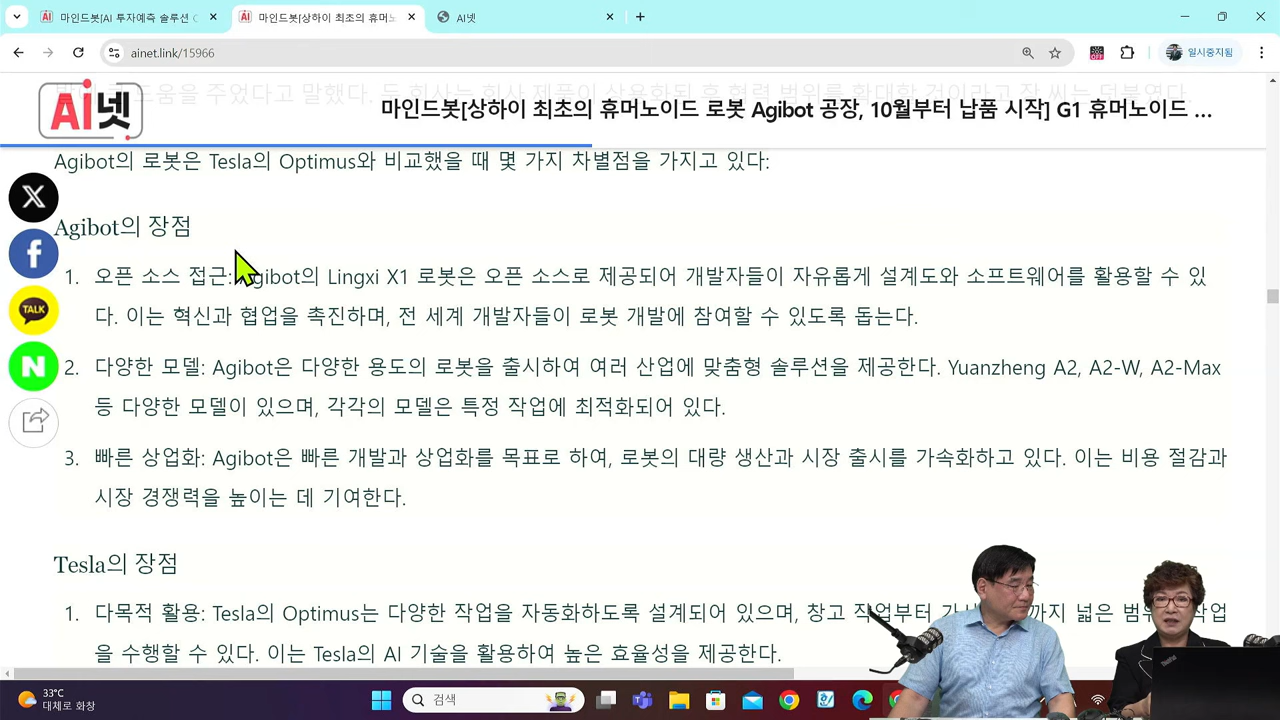 마인드봇[AI 투자예측 솔루션
마인드봇[상하이 최초의 휴머노
AI넷
ainet.link/15966
일시중지됨
OFF
AI넷
마인드봇[상하이 최초의 휴머노이드 로봇 Agibot 공장, 10월부터 납품 시작] G1 휴머노이드 ...
Agibot의 로봇은 Tesla의 Optimus와 비교했을 때 몇 가지 차별점을 가지고 있다:
X
Agibot의 장점
f
1. 오픈 소스 접근: Agibot의 Lingxi X1 로봇은 오픈 소스로 제공되어 개발자들이 자유롭게 설계도와 소프트웨어를 활용할 수 있
다. 이는 혁신과 협업을 촉진하며, 전 세계 개발자들이 로봇 개발에 참여할 수 있도록 돕는다.
TALK
N
2. 다양한 모델: Agibot은 다양한 용도의 로봇을 출시하여 여러 산업에 맞춤형 솔루션을 제공한다. Yuanzheng A2, A2-W, A2-Max
등 다양한 모델이 있으며, 각각의 모델은 특정 작업에 최적화되어 있다.
3. 빠른 상업화: Agibot은 빠른 개발과 상업화를 목표로 하여, 로봇의 대량 생산과 시장 출시를 가속화하고 있다. 이는 비용 절감과
시장 경쟁력을 높이는 데 기여한다.
Tesla의 장점
1. 다목적 활용: Tesla의 Optimus는 다양한 작업을 자동화하도록 설계되어 있으며, 창고 작업부터 까지 넓은 작업
을 수행할 수 있다. 이는 Tesla의 AI 기술을 활용하여 높은 효율성을 제공한다.
33°C
대체로 화창
검색
ThinkPad